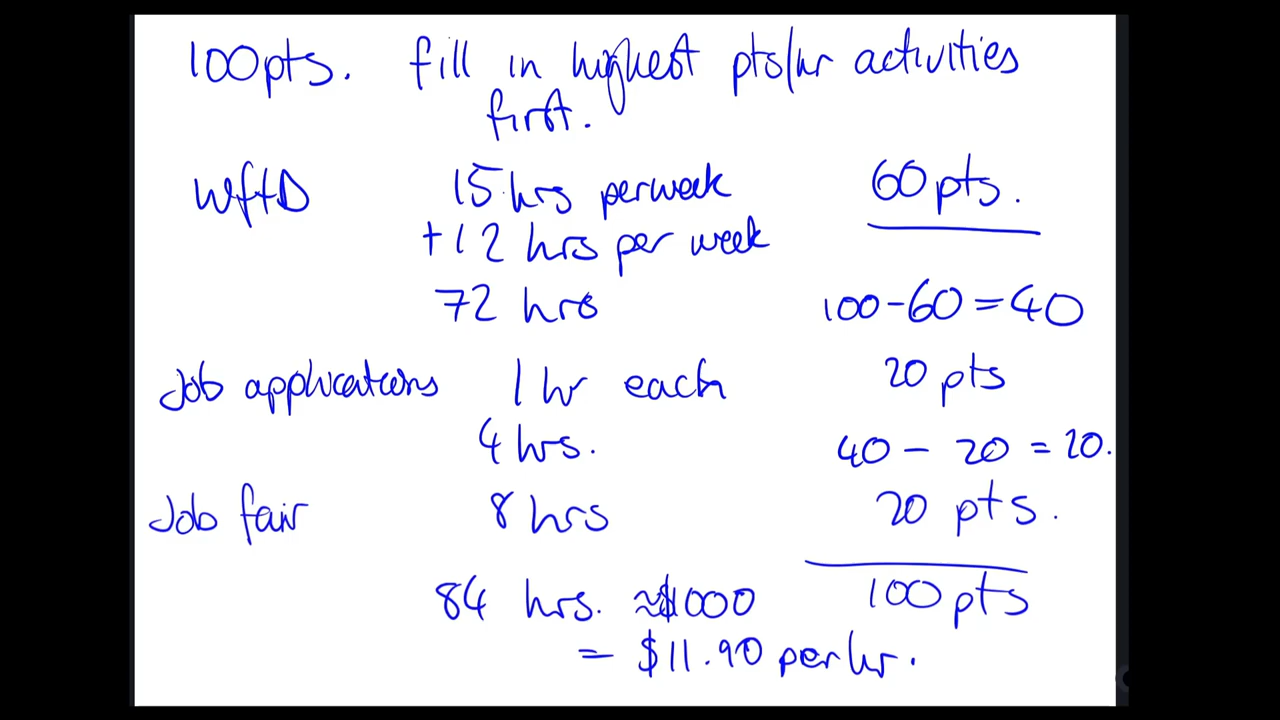 100pts. fill in highest pts/hr activities
first.
WftD 15 hrs per week 60 pts.
+12 hrs per week
72 hrs 100-60=40
Job applications 1 hr each 20 pts
4 hrs. 40 - 20 = 20.
Job fair 8 hrs 20 pts.
84 hrs. ≈$1000 100 pts
= $11.90 per hr.